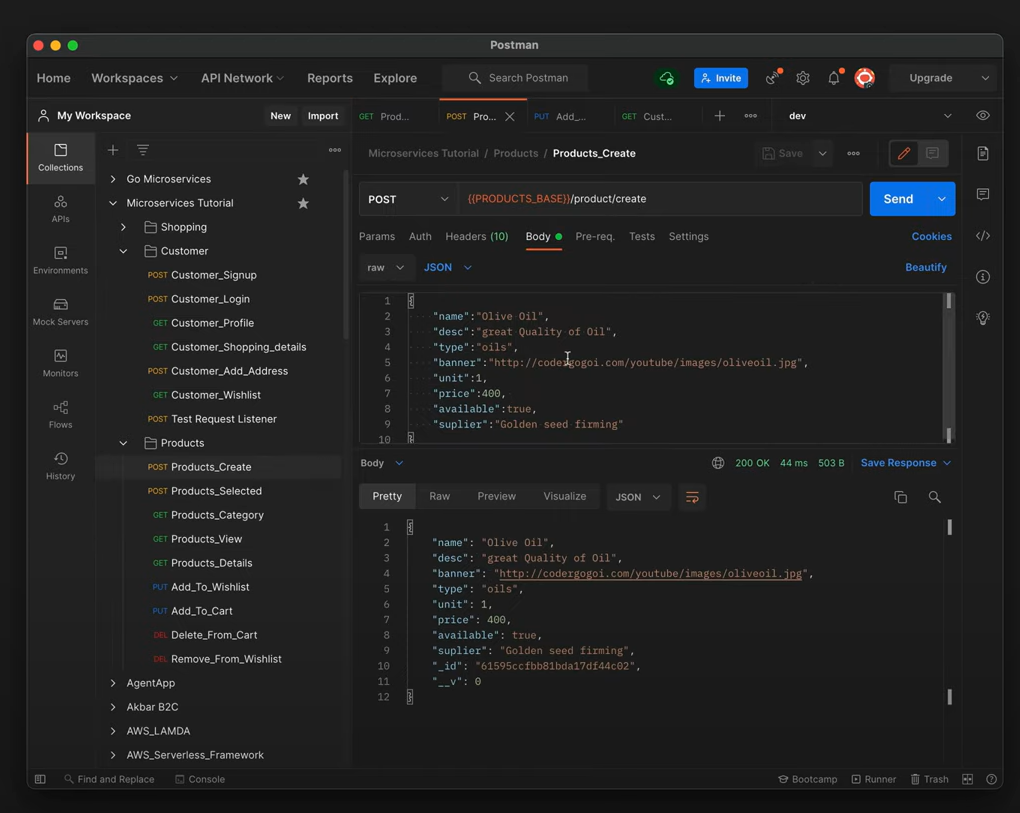 Postman
Home Workspaces API Network Reports Explore Search Postman Invite Upgrade
My Workspace New Import
GET Prod... POST Pro... PUT Add_... GET Cust... dev
Microservices Tutorial / Products / Products_Create Save
POST {{PRODUCTS_BASE}}/product/create Send
Params Auth Headers (10) Body Pre-req. Tests Settings Cookies
raw JSON Beautify
1 {
2 "name":"Olive Oil",
3 "desc":"great Quality of Oil",
4 "type":"oils",
5 "banner":"http://codergogoi.com/youtube/images/oliveoil.jpg",
6 "unit":1,
7 "price":400,
8 "available":true,
9 "suplier":"Golden seed firming"
10 }
Body 200 OK 44 ms 503 B Save Response
Pretty Raw Preview Visualize JSON
1 {
2 "name": "Olive Oil",
3 "desc": "great Quality of Oil",
4 "banner": "http://codergogoi.com/youtube/images/oliveoil.jpg",
5 "type": "oils",
6 "unit": 1,
7 "price": 400,
8 "available": true,
9 "suplier": "Golden seed firming",
10 "_id": "61595ccfbb81bda17df44c02",
11 "__v": 0
12 }
Collections
APIs
Environments
Mock Servers
Monitors
Flows
History
Go Microservices
Microservices Tutorial
Shopping
Customer
POST Customer_Signup
POST Customer_Login
GET Customer_Profile
GET Customer_Shopping_details
POST Customer_Add_Address
GET Customer_Wishlist
POST Test Request Listener
Products
POST Products_Create
POST Products_Selected
GET Products_Category
GET Products_View
GET Products_Details
PUT Add_To_Wishlist
PUT Add_To_Cart
DEL Delete_From_Cart
DEL Remove_From_Wishlist
AgentApp
Akbar B2C
AWS_LAMDA
AWS_Serverless_Framework
Find and Replace Console Bootcamp Runner Trash